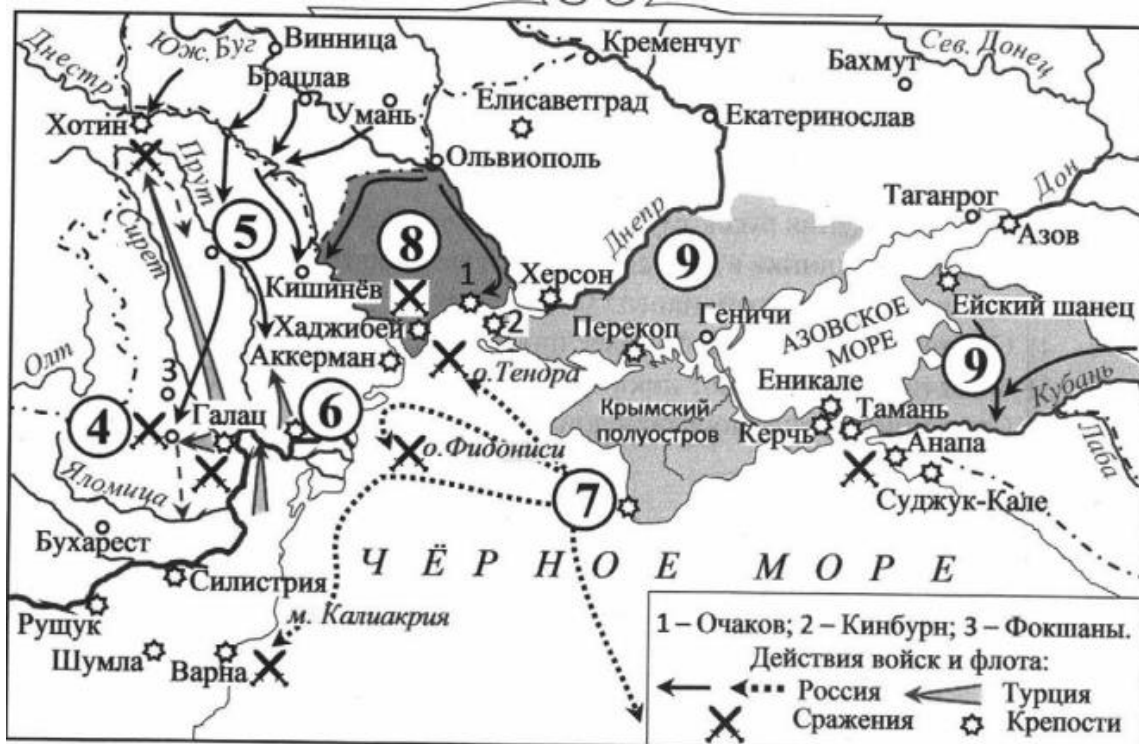 Днестр
Юж. Буг
Винница
Кременчуг
Бахмут
Сев. Донец
Брацлав
Умань
Елисаветград
Екатеринослав
Хотин
Ольвиополь
Прут
Сирет
Днепр
Таганрог
Дон
Азов
5
8
9
1
Херсон
Кишинёв
2
Геничи
Ейский шанец
Хаджибей
Перекоп
АЗОВСКОЕ
МОРЕ
9
Олт
3
Аккерман
о.Тендра
Еникале
Кубань
4
Галац
6
Крымский
полуостров
Керчь
Тамань
Лаба
о.Фидониси
Анапа
Яломица
7
Суджук-Кале
Бухарест
ЧЁРНОЕ МОРЕ
Силистрия
м. Калиакрия
Рущук
Шумла
Варна
1 – Очаков; 2 – Кинбурн; 3 – Фокшаны.
Действия войск и флота:
Россия
Турция
Сражения
Крепости